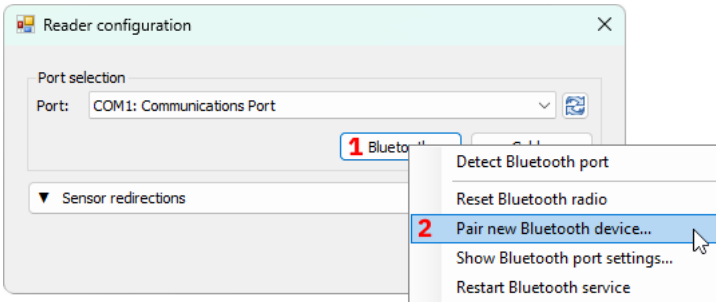 Reader configuration
Port selection
Port: COM1: Communications Port
1
2
Detect Bluetooth port
Sensor redirections
Reset Bluetooth radio
Pair new Bluetooth device...
Show Bluetooth port settings...
Restart Bluetooth service